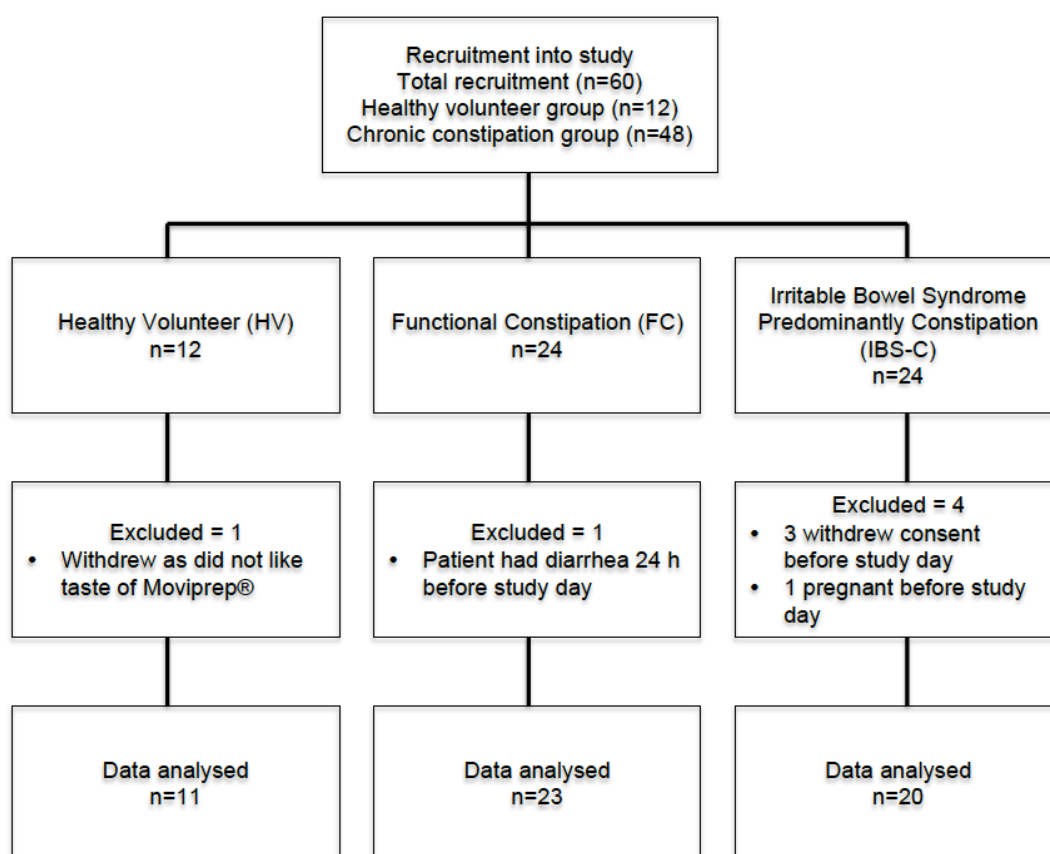 Recruitment into study
Total recruitment (n=60)
Healthy volunteer group (n=12)
Chronic constipation group (n=48)
Healthy Volunteer (HV)
n=12
Functional Constipation (FC)
n=24
Irritable Bowel Syndrome
Predominantly Constipation
(IBS-C)
n=24
Excluded = 1
• Withdrew as did not like
taste of Moviprep®
Excluded = 1
• Patient had diarrhea 24 h
before study day
Excluded = 4
• 3 withdrew consent
before study day
• 1 pregnant before study
day
Data analysed
n=11
Data analysed
n=23
Data analysed
n=20